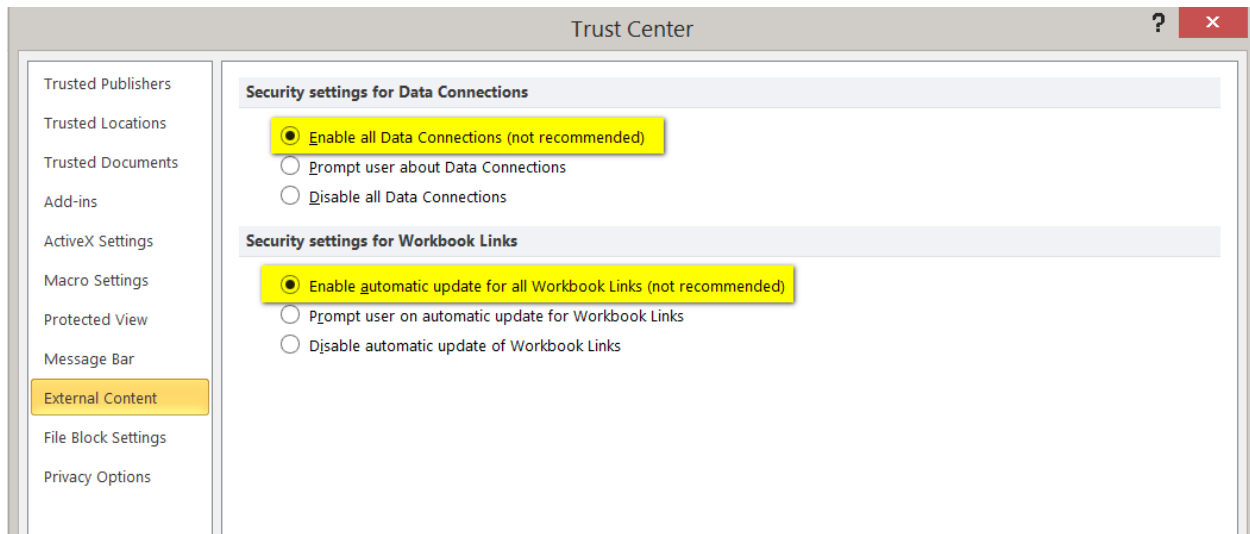 Trust Center
?
Trusted Publishers
Trusted Locations
Trusted Documents
Add-ins
ActiveX Settings
Macro Settings
Protected View
Message Bar
External Content
File Block Settings
Privacy Options
Security settings for Data Connections
Enable all Data Connections (not recommended)
Prompt user about Data Connections
Disable all Data Connections
Security settings for Workbook Links
Enable automatic update for all Workbook Links (not recommended)
Prompt user on automatic update for Workbook Links
Disable automatic update of Workbook Links